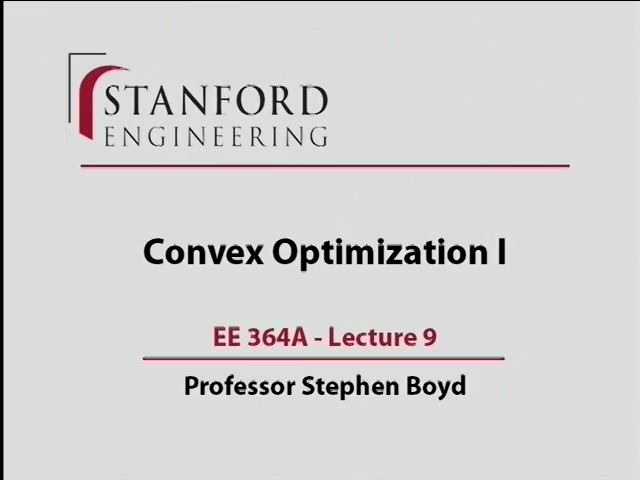 STANFORD
ENGINEERING
Convex Optimization I
EE 364A - Lecture 9
Professor Stephen Boyd